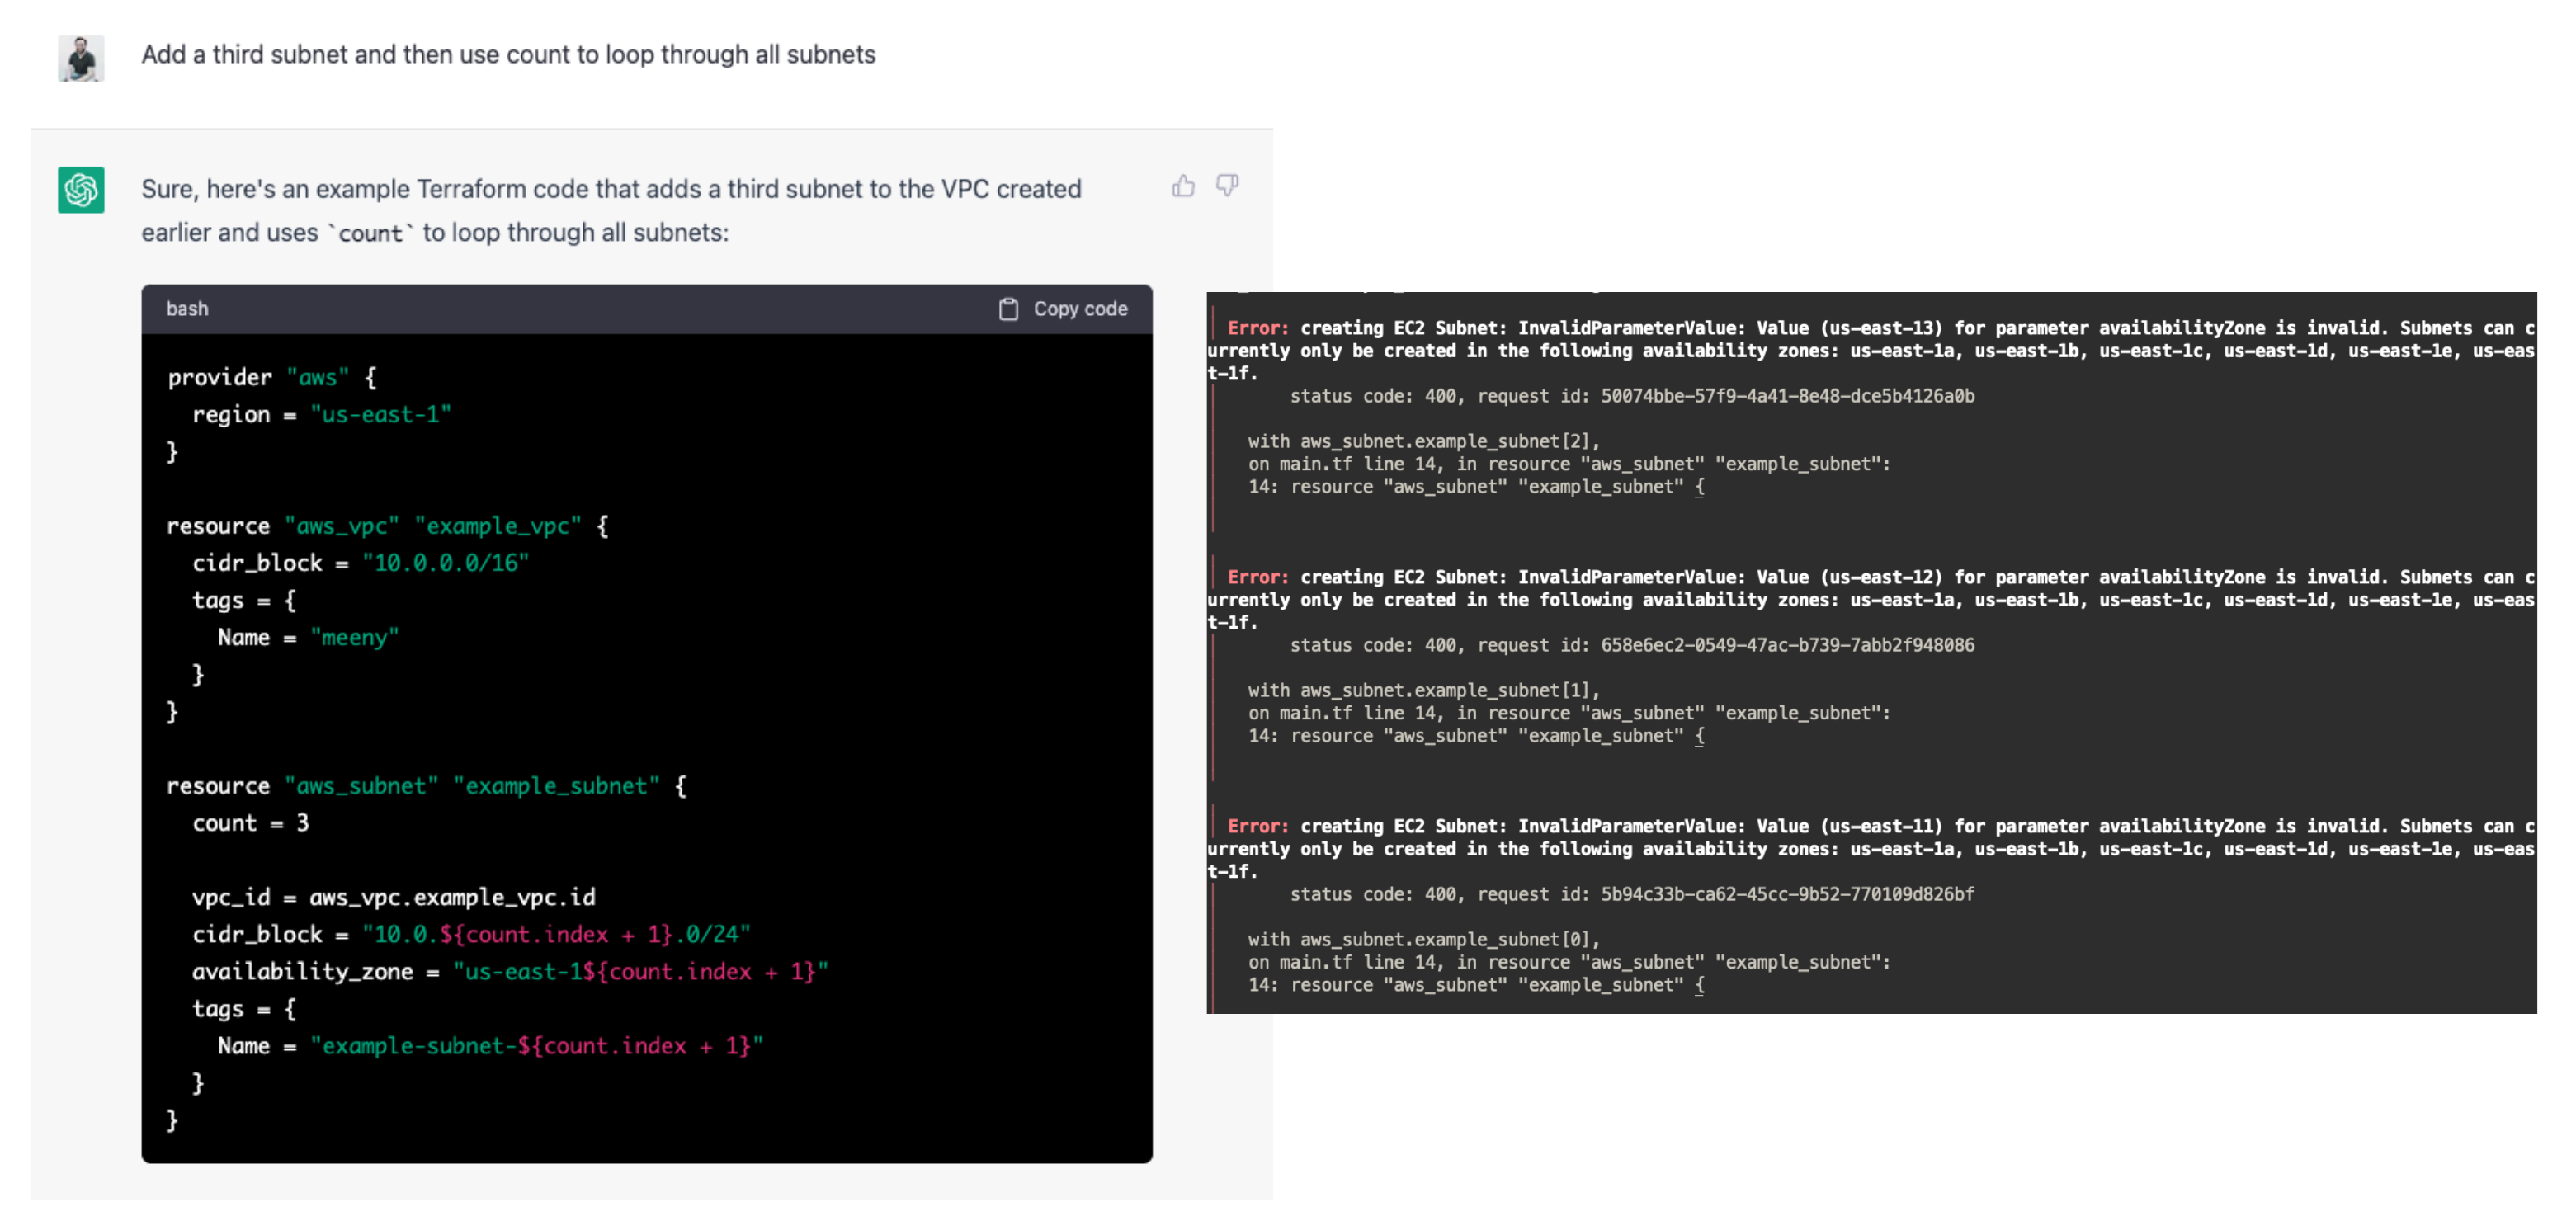 Add a third subnet and then use count to loop through all subnets
Sure, here's an example Terraform code that adds a third subnet to the VPC created
earlier and uses `count` to loop through all subnets:
bash
Copy code
provider "aws" {
  region = "us-east-1"
}
resource "aws_vpc" "example_vpc" {
  cidr_block = "10.0.0.0/16"
  tags = {
    Name = "meeny"
  }
}
resource "aws_subnet" "example_subnet" {
  count = 3
  vpc_id = aws_vpc.example_vpc.id
  cidr_block = "10.0.${count.index + 1}.0/24"
  availability_zone = "us-east-1${count.index + 1}"
  tags = {
    Name = "example-subnet-${count.index + 1}"
  }
}
Error: creating EC2 Subnet: InvalidParameterValue: Value (us-east-13) for parameter availabilityZone is invalid. Subnets can c
urrently only be created in the following availability zones: us-east-1a, us-east-1b, us-east-1c, us-east-1d, us-east-1e, us-eas
t-1f.
status code: 400, request id: 50074bbe-57f9-4a41-8e48-dce5b4126a0b
with aws_subnet.example_subnet[2],
on main.tf line 14, in resource "aws_subnet" "example_subnet":
14: resource "aws_subnet" "example_subnet" {
Error: creating EC2 Subnet: InvalidParameterValue: Value (us-east-12) for parameter availabilityZone is invalid. Subnets can c
urrently only be created in the following availability zones: us-east-1a, us-east-1b, us-east-1c, us-east-1d, us-east-1e, us-eas
t-1f.
status code: 400, request id: 658e6ec2-0549-47ac-b739-7abb2f948086
with aws_subnet.example_subnet[1],
on main.tf line 14, in resource "aws_subnet" "example_subnet":
14: resource "aws_subnet" "example_subnet" {
Error: creating EC2 Subnet: InvalidParameterValue: Value (us-east-11) for parameter availabilityZone is invalid. Subnets can c
urrently only be created in the following availability zones: us-east-1a, us-east-1b, us-east-1c, us-east-1d, us-east-1e, us-eas
t-1f.
status code: 400, request id: 5b94c33b-ca62-45cc-9b52-770109d826bf
with aws_subnet.example_subnet[0],
on main.tf line 14, in resource "aws_subnet" "example_subnet":
14: resource "aws_subnet" "example_subnet" {